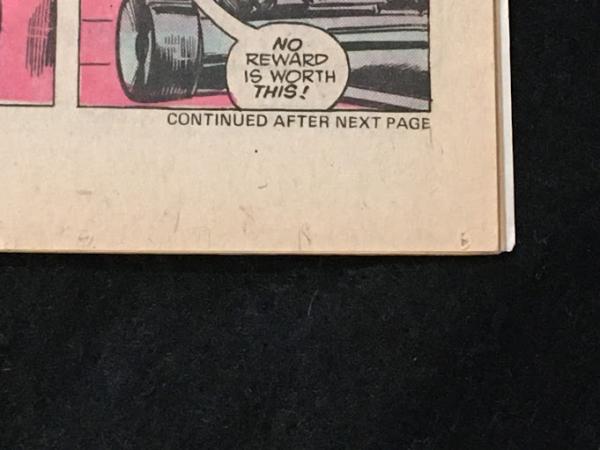 NO
REWARD
IS WORTH
THIS!
CONTINUED AFTER NEXT PAGE